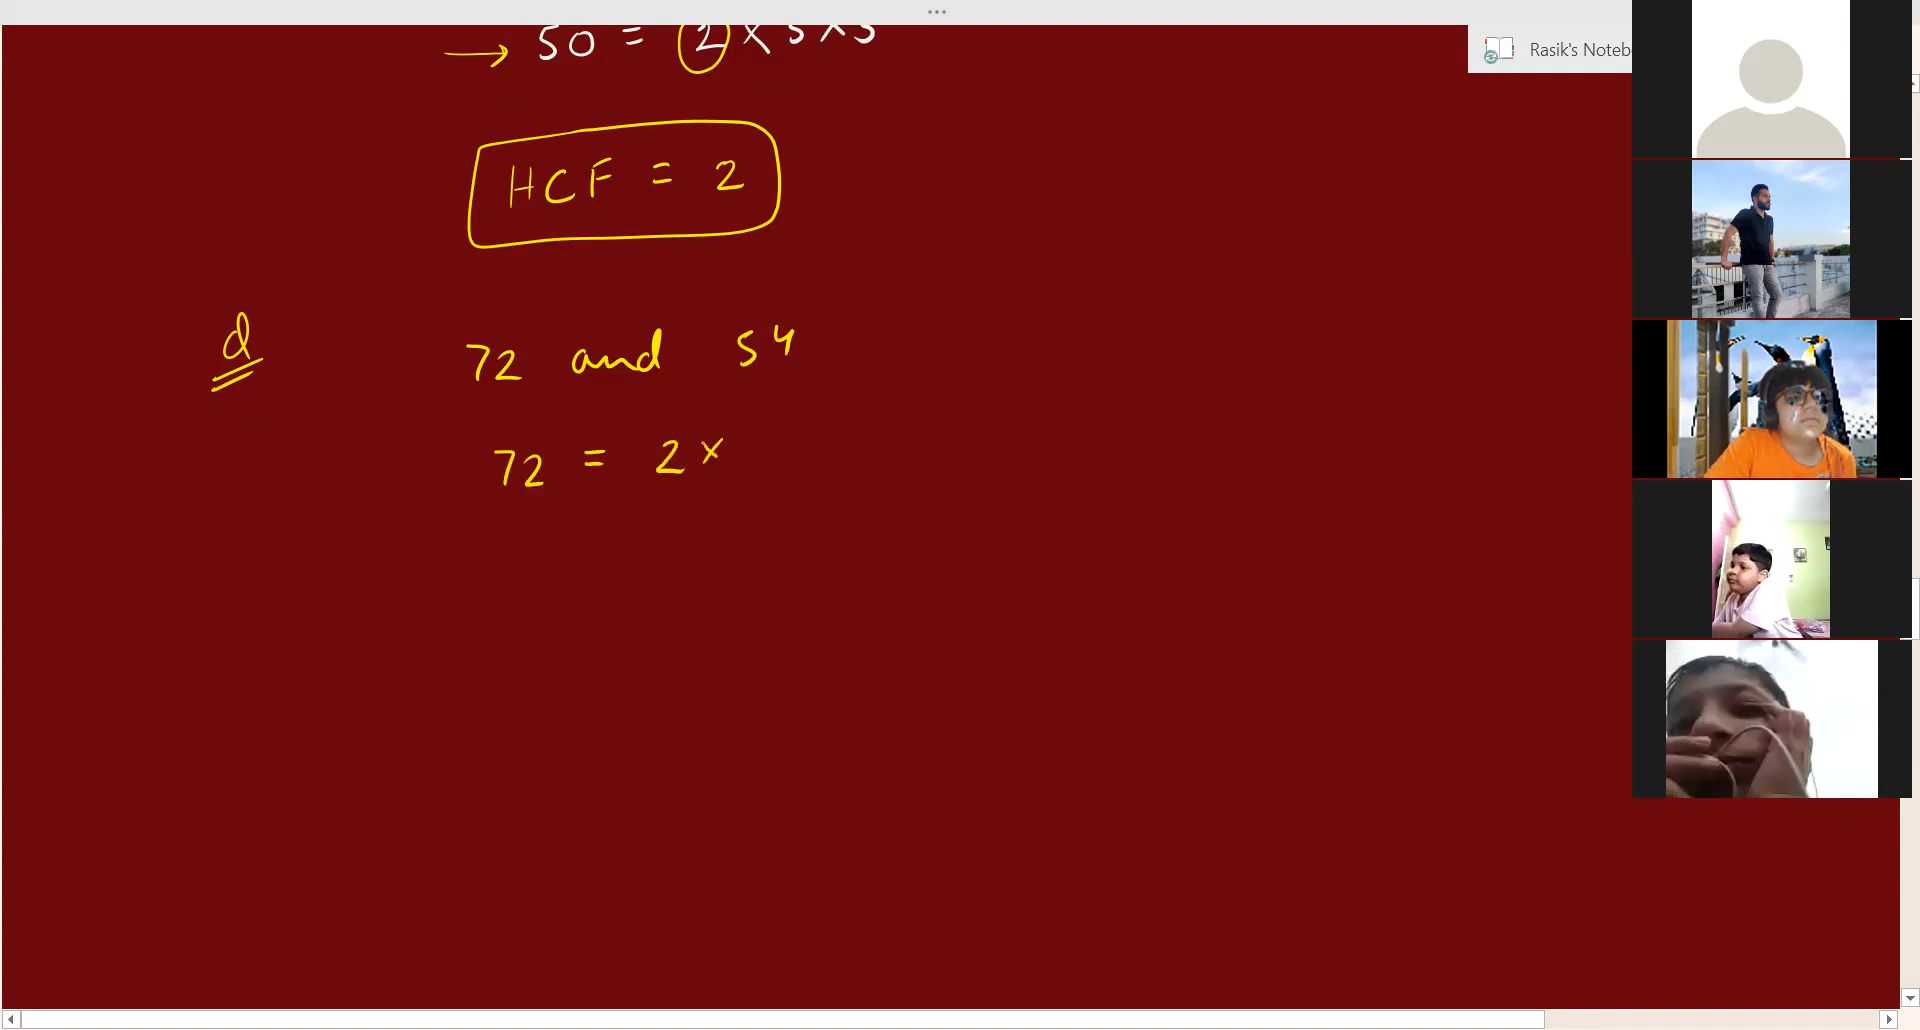 → 50 = 2 × 5 × 5
Rasik's Noteb
HCF = 2
d 72 and 54
72 = 2 ×